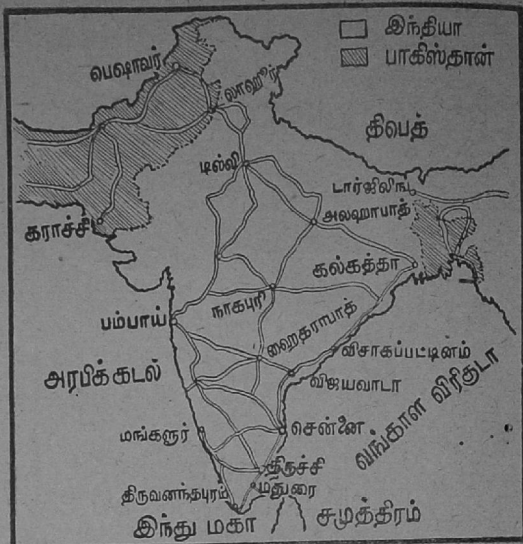 இந்தியா
பாகிஸ்தான்
பெஷாவர்
லாஹூர்
திபெத்
டில்லி
டார்ஜிலிங்
அலஹாபாத்
கராச்சி
கல்கத்தா
நாகபுரி
பம்பாய்
ஹைதராபாத்
விசாகப்பட்டினம்
அரபிக்கடல்
விஜயவாடா
வங்காள விரிகுடா
மங்களூர்
சென்னை
திருச்சி
மதுரை
திருவனந்தபுரம்
இந்து மகா சமுத்திரம்